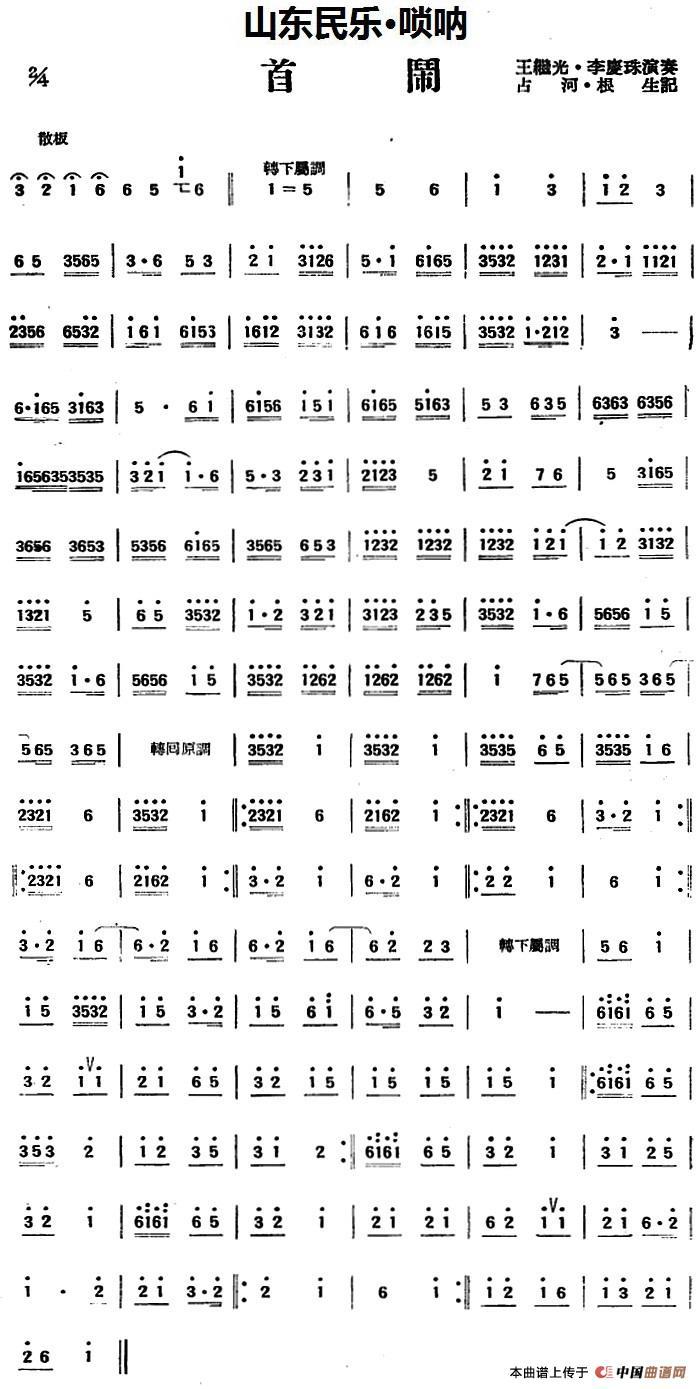 山东民乐•唢呐
2/4 首 鬧 王繼光·李慶珠演奏
占 河·根 生記
散板
3 2 1 6 6 5 1 6 | 轉下屬調 1=5 | 5 6 | 1 3 | 1 2 3 |
6 5 3565 | 3·6 5 3 | 2 1 3126 | 5·1 6165 | 3532 1231 | 2·1 1121 |
2356 6532 | 1 6 1 6153 | 1612 3132 | 6 1 6 1615 | 3532 1·212 | 3 — |
6·165 3163 | 5 · 6 1 | 6156 1 5 1 | 6165 5163 | 5 3 6 3 5 | 6363 6356 |
1656353535 | 3 2 1 1·6 | 5·3 2 3 1 | 2123 5 | 2 1 7 6 | 5 3165 |
3656 3653 | 5356 6165 | 3565 6 5 3 | 1232 1232 | 1232 1 2 1 | 1 2 3132 |
1321 5 | 6 5 3532 | 1·2 3 2 1 | 3123 2 3 5 | 3532 1·6 | 5656 1 5 |
3532 1·6 | 5656 1 5 | 3532 1262 | 1262 1262 | 1 7 6 5 | 5 6 5 3 6 5 |
5 6 5 3 6 5 | 轉回原調 | 3532 1 | 3532 1 | 3535 6 5 | 3535 1 6 |
2321 6 | 3532 1 |: 2321 6 | 2162 1 :|: 2321 6 | 3·2 1 :|
|: 2321 6 | 2162 1 :| 3·2 1 | 6·2 1 |: 2 2 1 | 6 1 :|
3·2 1 6 | 6·2 1 6 | 6·2 1 6 | 6 2 2 3 | 轉下屬調 | 5 6 1 |
1 5 3532 | 1 5 3·2 | 1 5 6 1 | 6·5 3 2 | 1 — | 6161 6 5 |
3 2 1 1 | 2 1 6 5 | 3 2 1 5 | 1 5 1 5 | 1 5 1 |: 6161 6 5 |
3 5 3 2 | 1 2 3 5 | 3 1 2 :| 6161 6 5 | 3 2 1 | 3 1 2 5 |
3 2 1 | 6161 6 5 | 3 2 1 | 2 1 2 1 | 6 2 1 1 | 2 1 6·2 |
1 · 2 | 2 1 3·2 |: 2 1 | 6 1 :| 1 2 1 | 1 3 2 1 |
2 6 1 ‖
本曲谱上传于 中国曲谱网